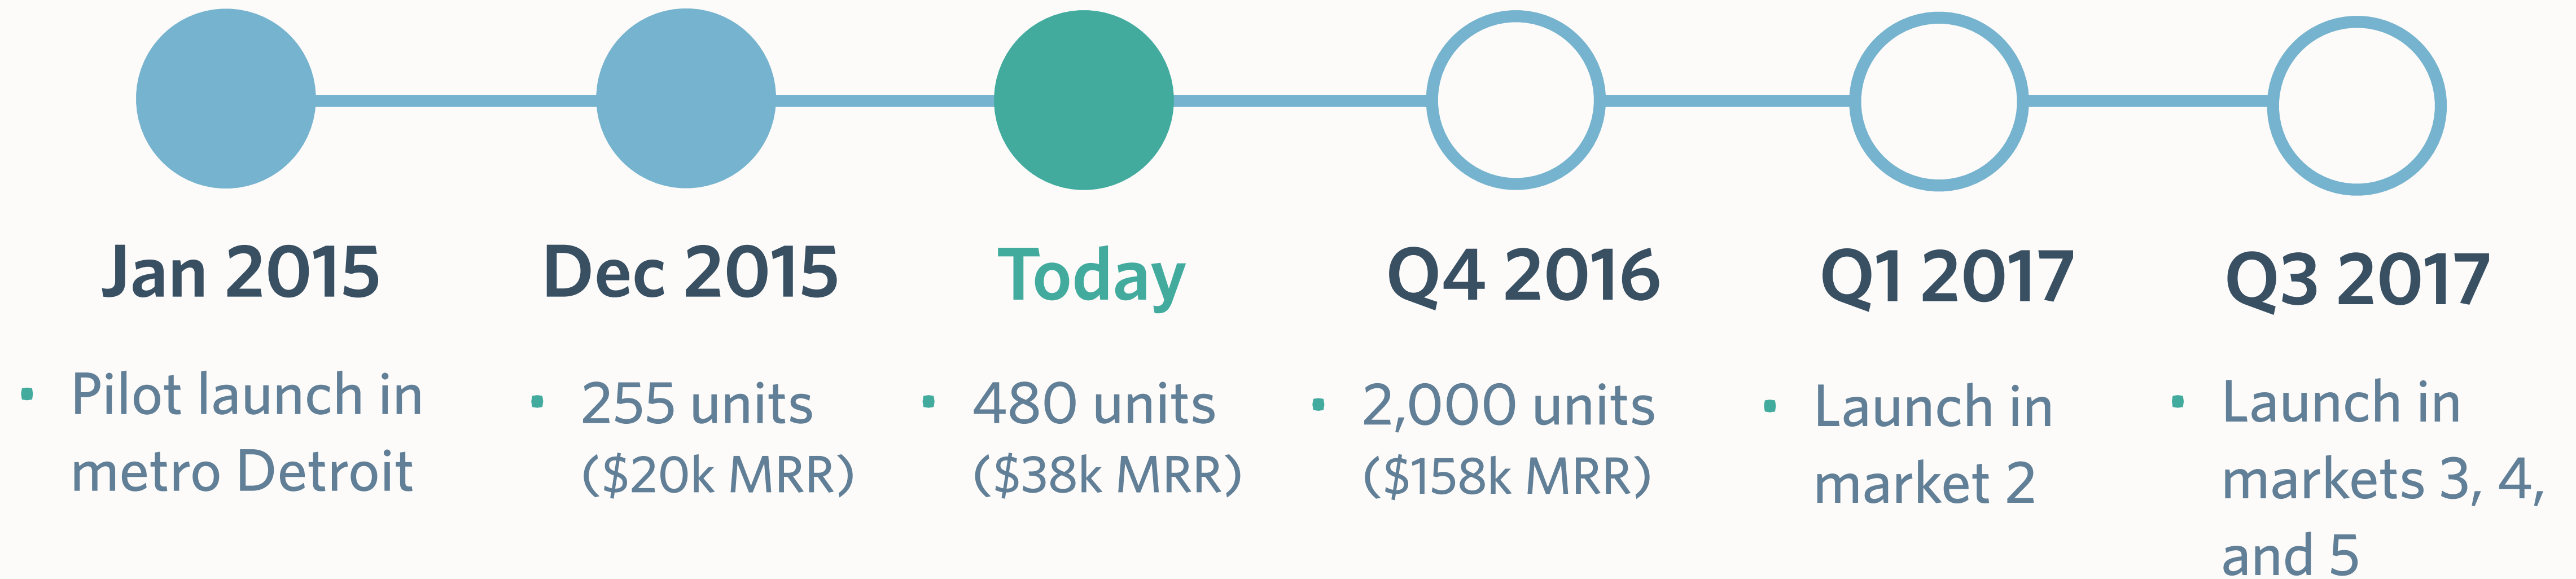 Jan 2015
Dec 2015
Today
Q4 2016
Q1 2017
Q3 2017
Pilot launch in
metro Detroit
255 units
($20k MRR)
480 units
($38k MRR)
2,000 units
($158k MRR)
Launch in
market 2
Launch in
markets 3, 4,
and 5